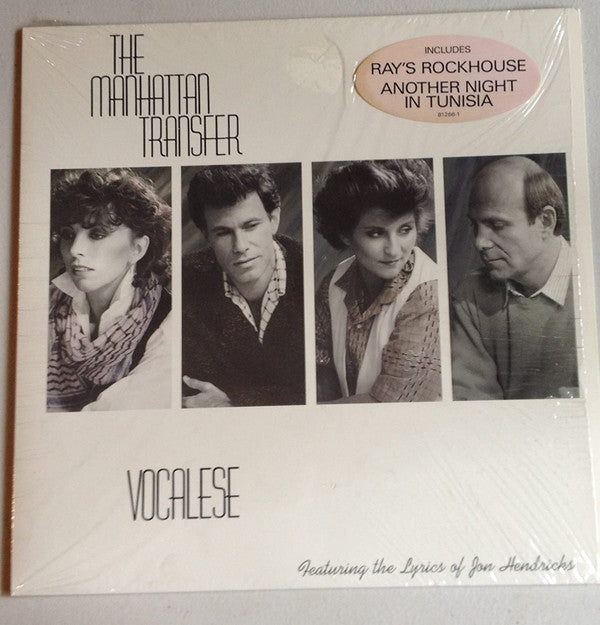 THE
MANHATTAN
TRANSFER
INCLUDES
RAY'S ROCKHOUSE
ANOTHER NIGHT
IN TUNISIA
81266-1
VOCALESE
Featuring the Lyrics of Jon Hendricks